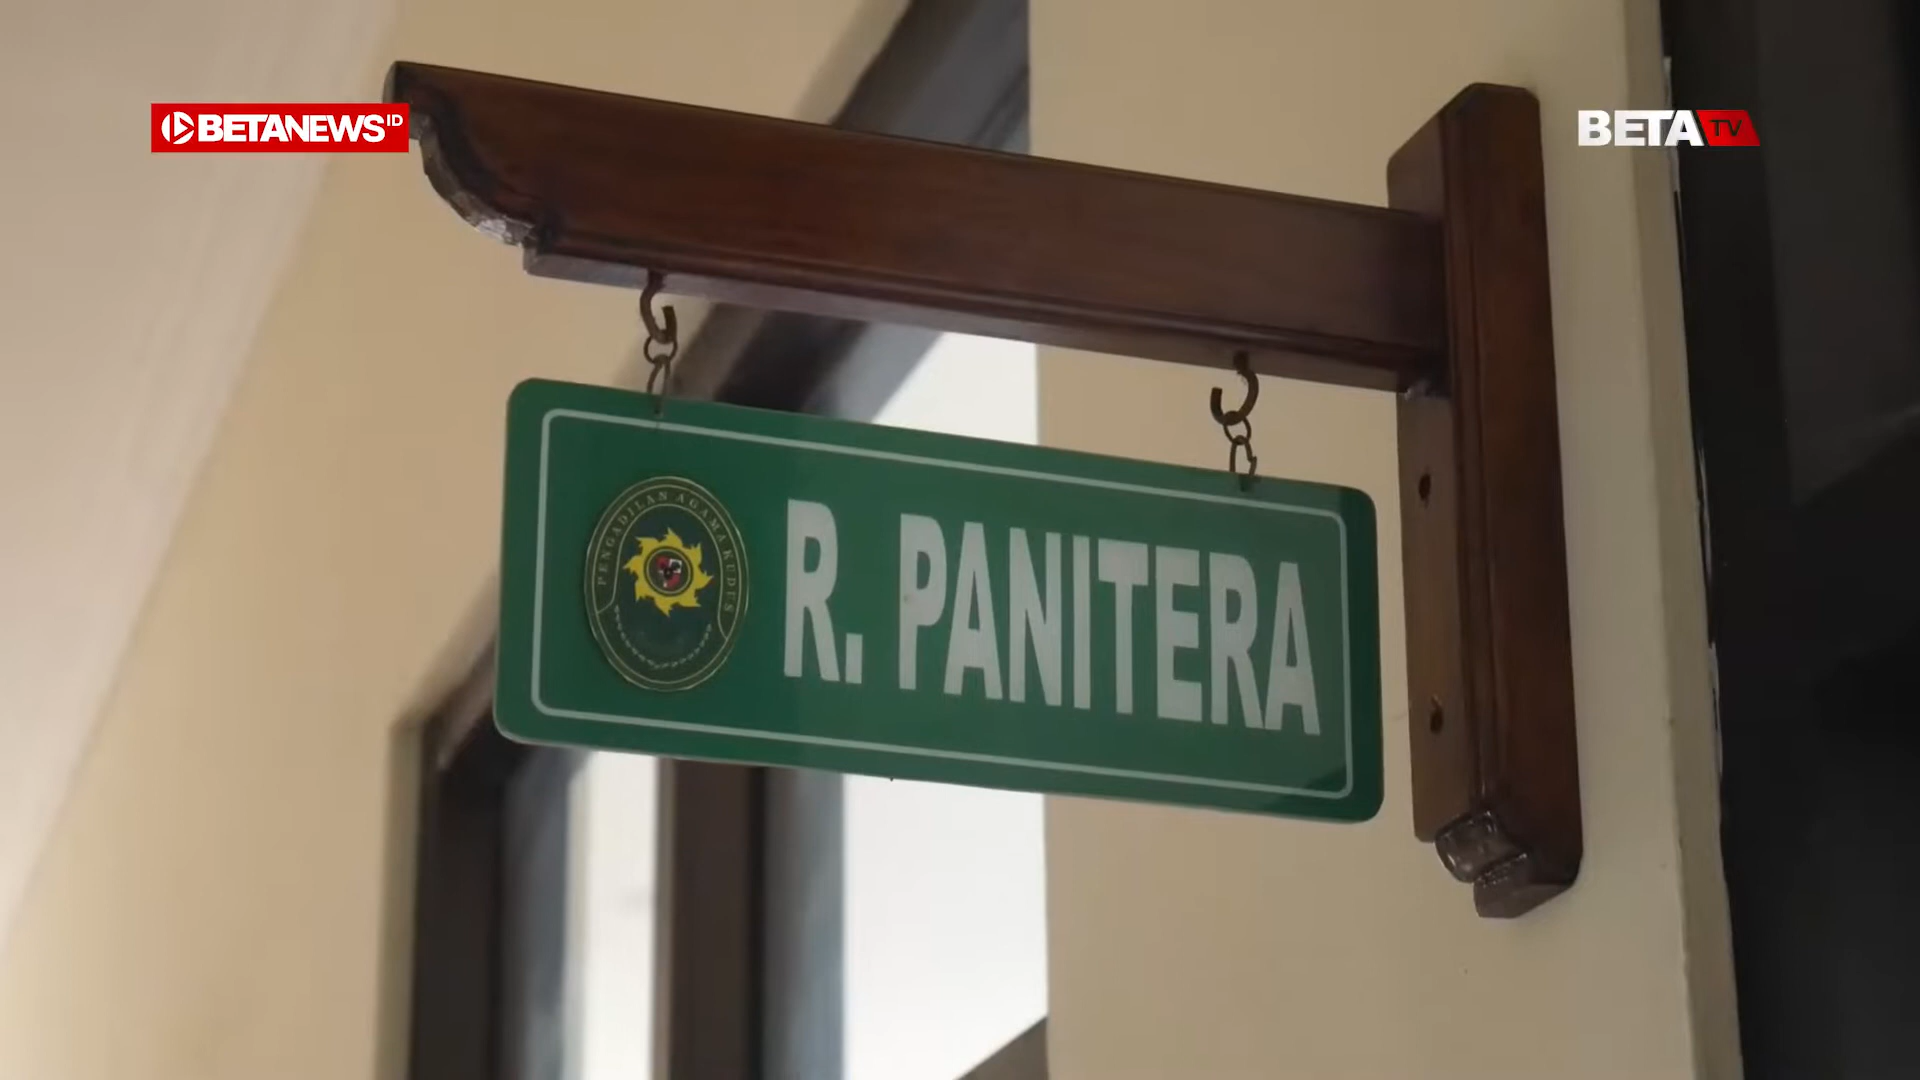 BETANEWS ID
BETA TV
PENGADILAN AGAMA KUDUS
R. PANITERA